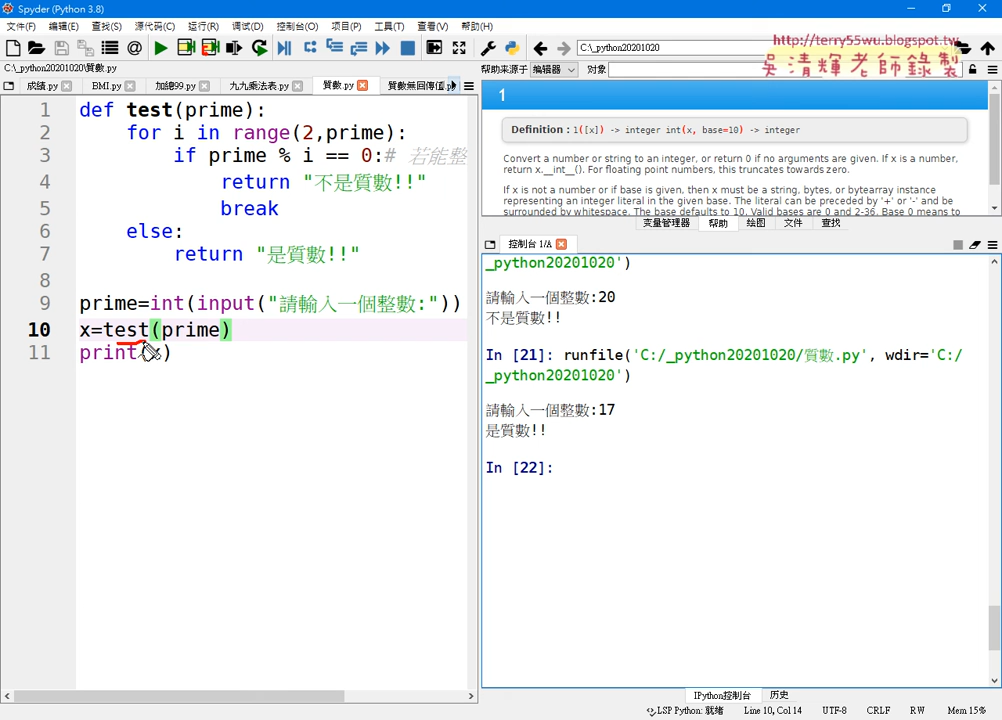 Spyder (Python 3.8)
文件(F) 编辑(E) 查找(S) 源代码(C) 运行(R) 调试(D) 控制台(O) 项目(P) 工具(T) 查看(V) 帮助(H)
C:\_python20201020
http://terry55wu.blogspot.tw
吳清輝老師錄製
C:\_python20201020\質數.py
帮助来源于 编辑器 对象
成绩.py BMI.py 加總99.py 九九乘法表.py 質數.py 質數無回傳值.py
1 def test(prime):
2 for i in range(2,prime):
3 if prime % i == 0:# 若能整
4 return "不是質數!!"
5 break
6 else:
7 return "是質數!!"
8
9 prime=int(input("請輸入一個整數:"))
10 x=test(prime)
11 print(x)
1
Definition : 1([x]) -> integer int(x, base=10) -> integer
Convert a number or string to an integer, or return 0 if no arguments are given. If x is a number,
return x.__int__(). For floating point numbers, this truncates towards zero.
If x is not a number or if base is given, then x must be a string, bytes, or bytearray instance
representing an integer literal in the given base. The literal can be preceded by '+' or '-' and be
surrounded by whitespace. The base defaults to 10. Valid bases are 0 and 2-36. Base 0 means to
变量管理器 帮助 绘图 文件 查找
控制台 1/A
_python20201020')
請輸入一個整數:20
不是質數!!
In [21]: runfile('C:/_python20201020/質數.py', wdir='C:/
_python20201020')
請輸入一個整數:17
是質數!!
In [22]:
IPython控制台 历史
LSP Python: 就绪 Line 10, Col 14 UTF-8 CRLF RW Mem 15%